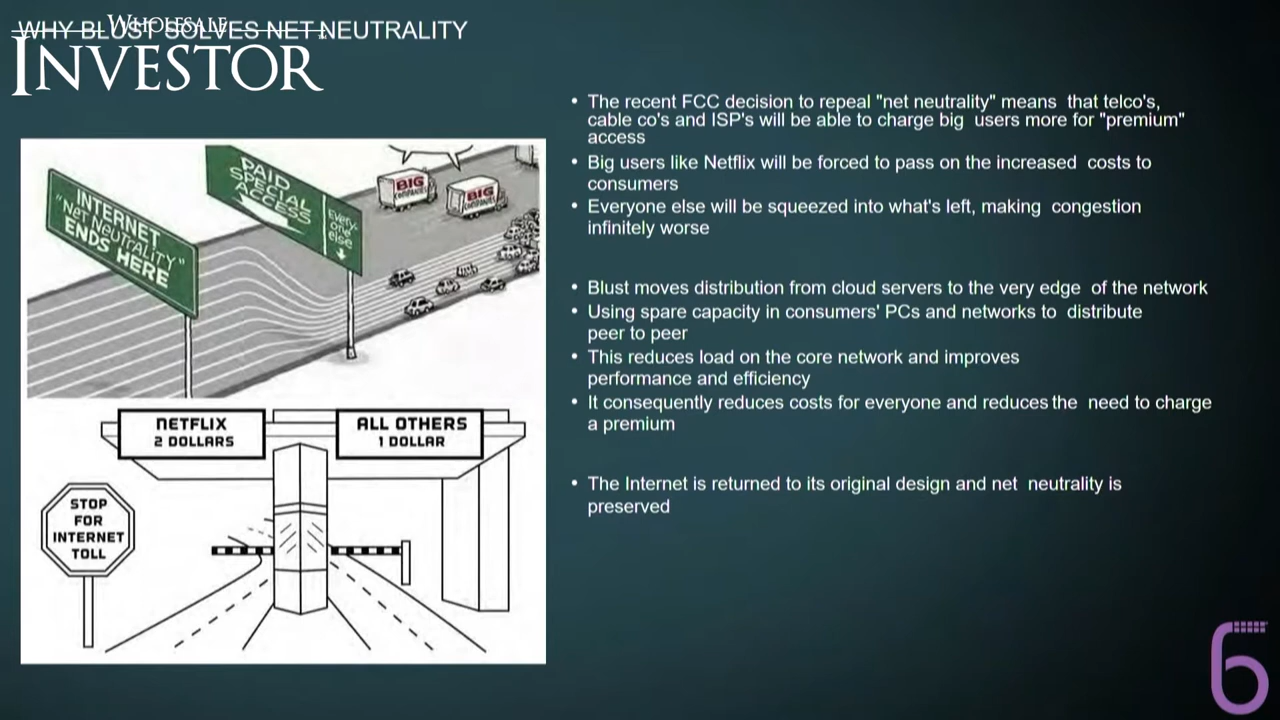 WHY BLUST SOLVES NET NEUTRALITY
WHOLESALE
INVESTOR
INTERNET
"NET NEUTRALITY"
ENDS HERE
PAID
SPECIAL
ACCESS
EVERY
ONE
ELSE
BIG
COMPANIES
BIG
COMPANIES
NETFLIX
2 DOLLARS
ALL OTHERS
1 DOLLAR
STOP
FOR
INTERNET
TOLL
• The recent FCC decision to repeal "net neutrality" means that telco's,
cable co's and ISP's will be able to charge big users more for "premium"
access
• Big users like Netflix will be forced to pass on the increased costs to
consumers
• Everyone else will be squeezed into what's left, making congestion
infinitely worse
• Blust moves distribution from cloud servers to the very edge of the network
• Using spare capacity in consumers' PCs and networks to distribute
peer to peer
• This reduces load on the core network and improves
performance and efficiency
• It consequently reduces costs for everyone and reduces the need to charge
a premium
• The Internet is returned to its original design and net neutrality is
preserved